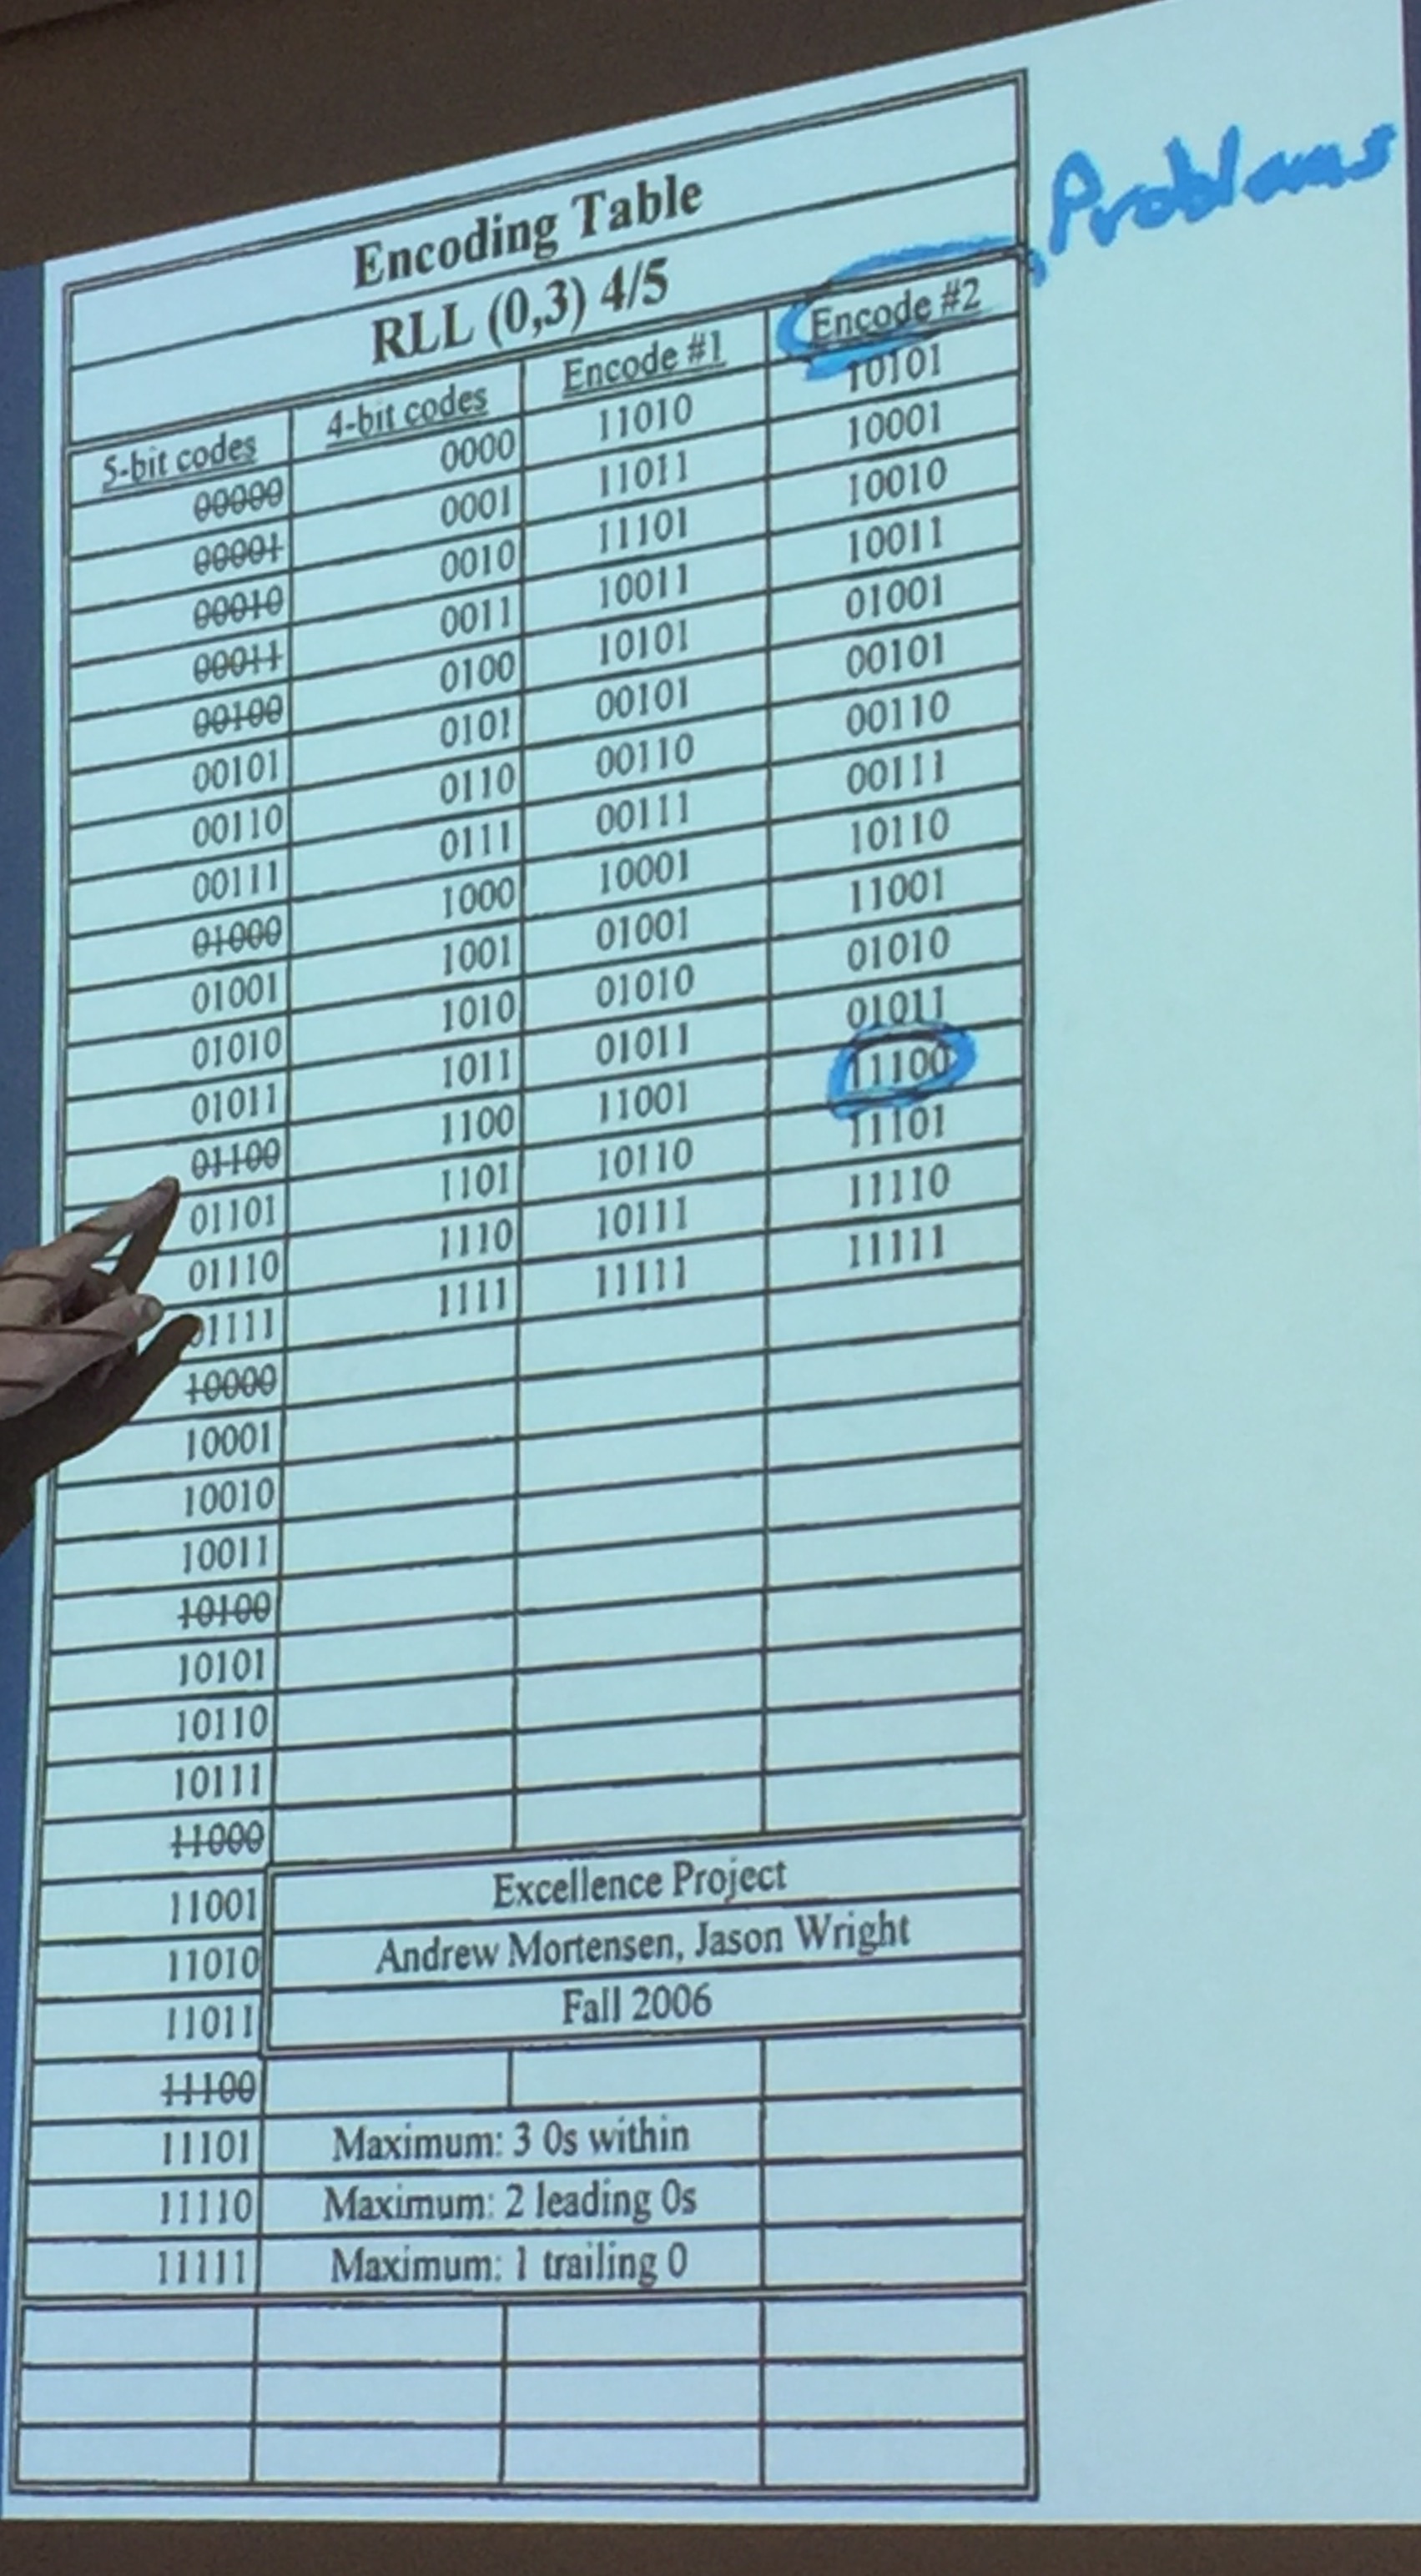 Problems
Encoding Table
RLL (0,3) 4/5
5-bit codes 4-bit codes Encode #1 Encode #2
00000 0000 11010 10101
00001 0001 11011 10001
00010 0010 11101 10010
00011 0011 10011 10011
00100 0100 10101 01001
00101 0101 00101 00101
00110 0110 00110 00110
00111 0111 00111 00111
01000 1000 10001 10110
01001 1001 01001 11001
01010 1010 01010 01010
01011 1011 01011 01011
01100 1100 11001 11100
01101 1101 10110 11101
01110 1110 10111 11110
01111 1111 11111 11111
10000
10001
10010
10011
10100
10101
10110
10111
11000
11001 Excellence Project
11010 Andrew Mortensen, Jason Wright
11011 Fall 2006
11100
11101 Maximum: 3 0s within
11110 Maximum: 2 leading 0s
11111 Maximum: 1 trailing 0